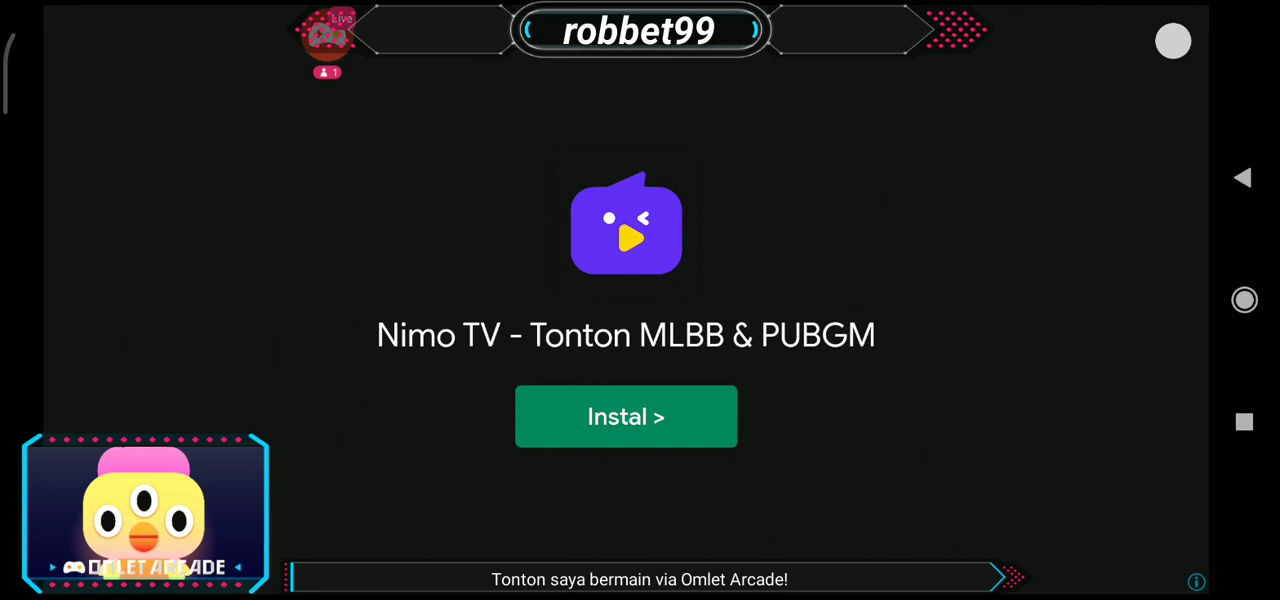 Live
robbet99
1
Nimo TV - Tonton MLBB & PUBGM
Instal >
OMLET ARCADE
Tonton saya bermain via Omlet Arcade!